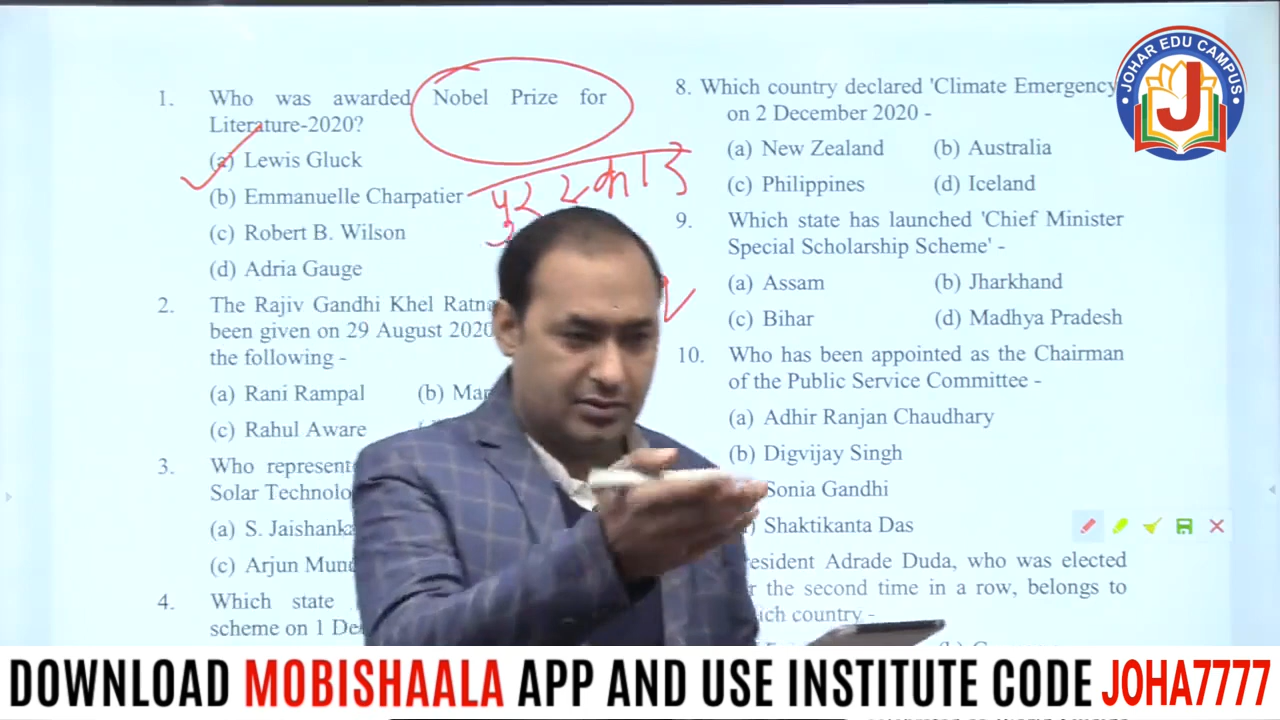 1. Who was awarded Nobel Prize for
Literature-2020?
(a) Lewis Gluck
(b) Emmanuelle Charpatier
(c) Robert B. Wilson
(d) Adria Gauge
2. The Rajiv Gandhi Khel Ratna
been given on 29 August 2020
the following -
(a) Rani Rampal (b)
(c) Rahul Aware
3. Who
Solar
(a) S.
(c) Arjun
4. Which state
scheme on 1
पुरस्कार
8. Which country declared 'Climate Emergency
on 2 December 2020 -
(a) New Zealand (b) Australia
(c) Philippines (d) Iceland
9. Which state has launched 'Chief Minister
Special Scholarship Scheme' -
(a) Assam (b) Jharkhand
(c) Bihar (d) Madhya Pradesh
10. Who has been appointed as the Chairman
of the Public Service Committee -
(a) Adhir Ranjan Chaudhary
(b) Digvijay Singh
Sonia Gandhi
Shaktikanta Das
Adrade Duda, who was elected
the second time in a row, belongs to
country -
JOHAR EDU CAMPUS
J
DOWNLOAD MOBISHAALA APP AND USE INSTITUTE CODE JOHA7777